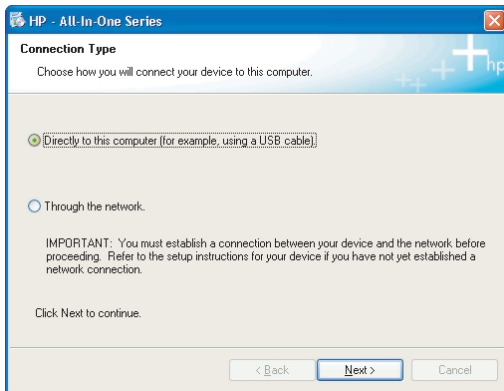 HP - All-In-One Series
Connection Type
Choose how you will connect your device to this computer.
hp
Directly to this computer (for example, using a USB cable).
Through the network.
IMPORTANT: You must establish a connection between your device and the network before
proceeding. Refer to the setup instructions for your device if you have not yet established a
network connection.
Click Next to continue.
< Back Next > Cancel